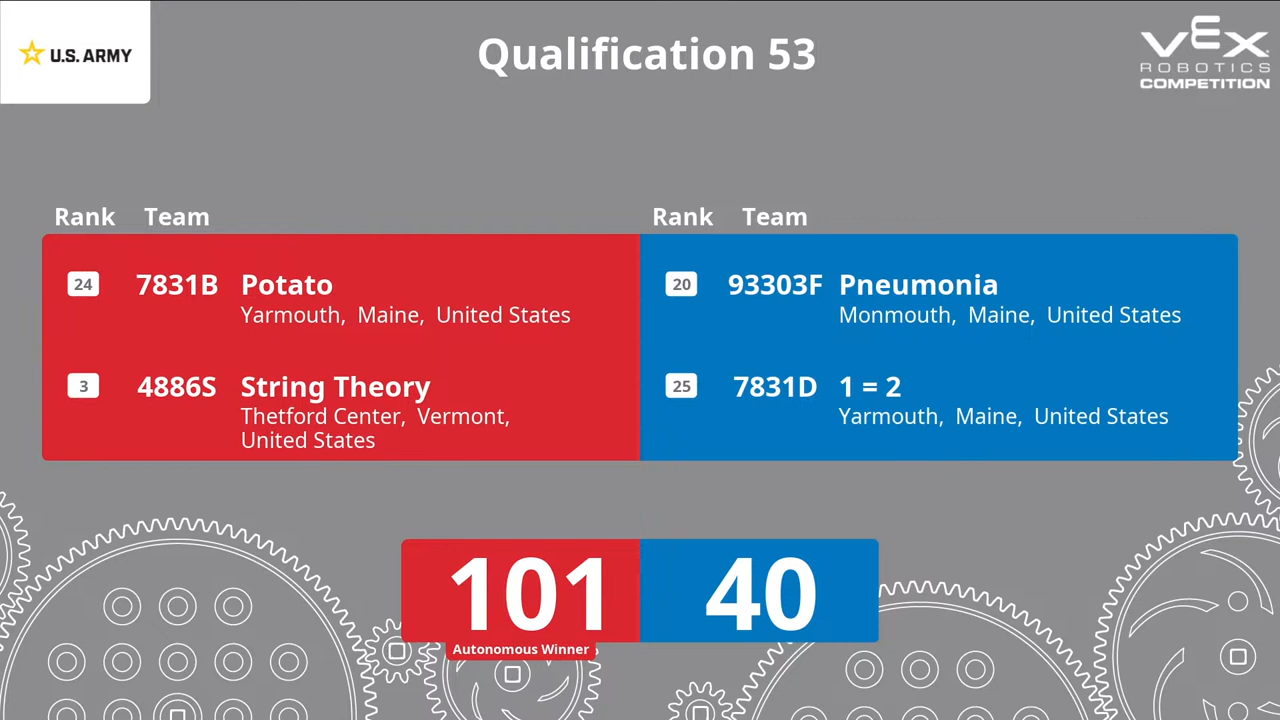 U.S. ARMY
Qualification 53
VEX
ROBOTICS
COMPETITION
Rank Team
24 7831B Potato
Yarmouth, Maine, United States
3 4886S String Theory
Thetford Center, Vermont,
United States
Rank Team
20 93303F Pneumonia
Monmouth, Maine, United States
25 7831D 1 = 2
Yarmouth, Maine, United States
101 40
Autonomous Winner